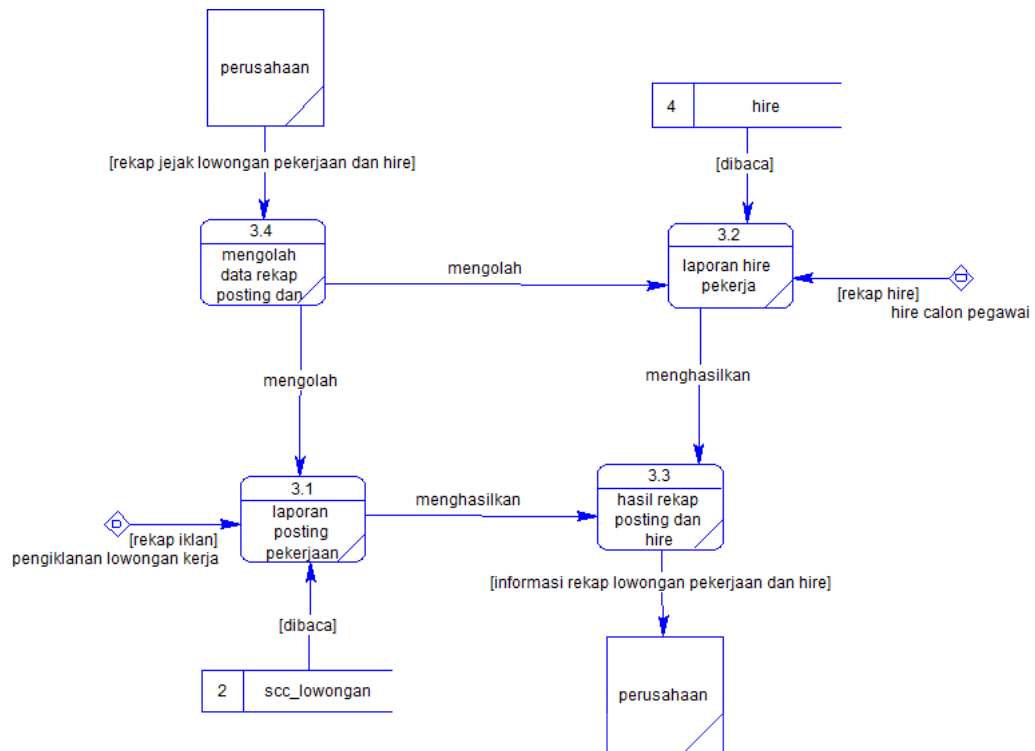 perusahaan
4 hire
[rekap jejak lowongan pekerjaan dan hire]
[dibaca]
3.4
mengolah
data rekap
posting dan
mengolah
3.2
laporan hire
pekerja
[rekap hire]
hire calon pegawai
mengolah
menghasilkan
3.1
laporan
posting
pekerjaan
menghasilkan
3.3
hasil rekap
posting dan
hire
[rekap iklan]
pengiklanan lowongan kerja
[informasi rekap lowongan pekerjaan dan hire]
[dibaca]
2 scc_lowongan
perusahaan